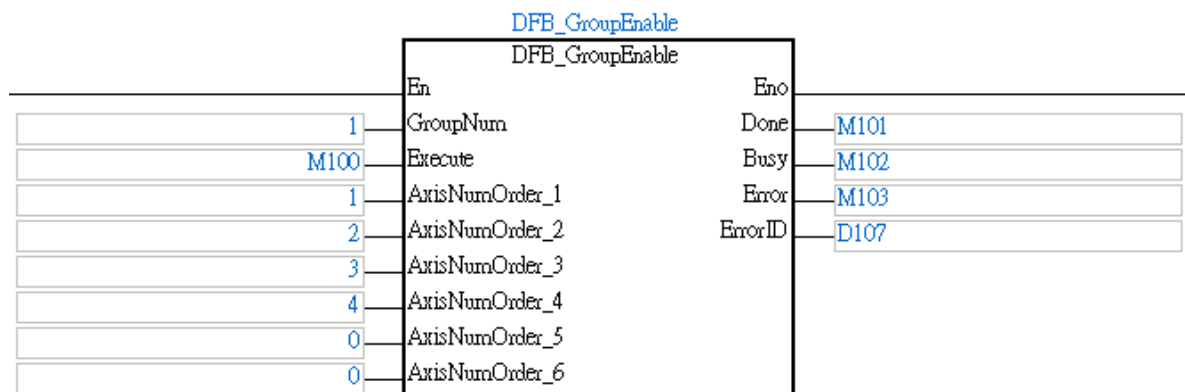 DFB_GroupEnable
DFB_GroupEnable
En Eno
1 GroupNum Done M101
M100 Execute Busy M102
1 AxisNumOrder_1 Error M103
2 AxisNumOrder_2 ErrorID D107
3 AxisNumOrder_3
4 AxisNumOrder_4
0 AxisNumOrder_5
0 AxisNumOrder_6